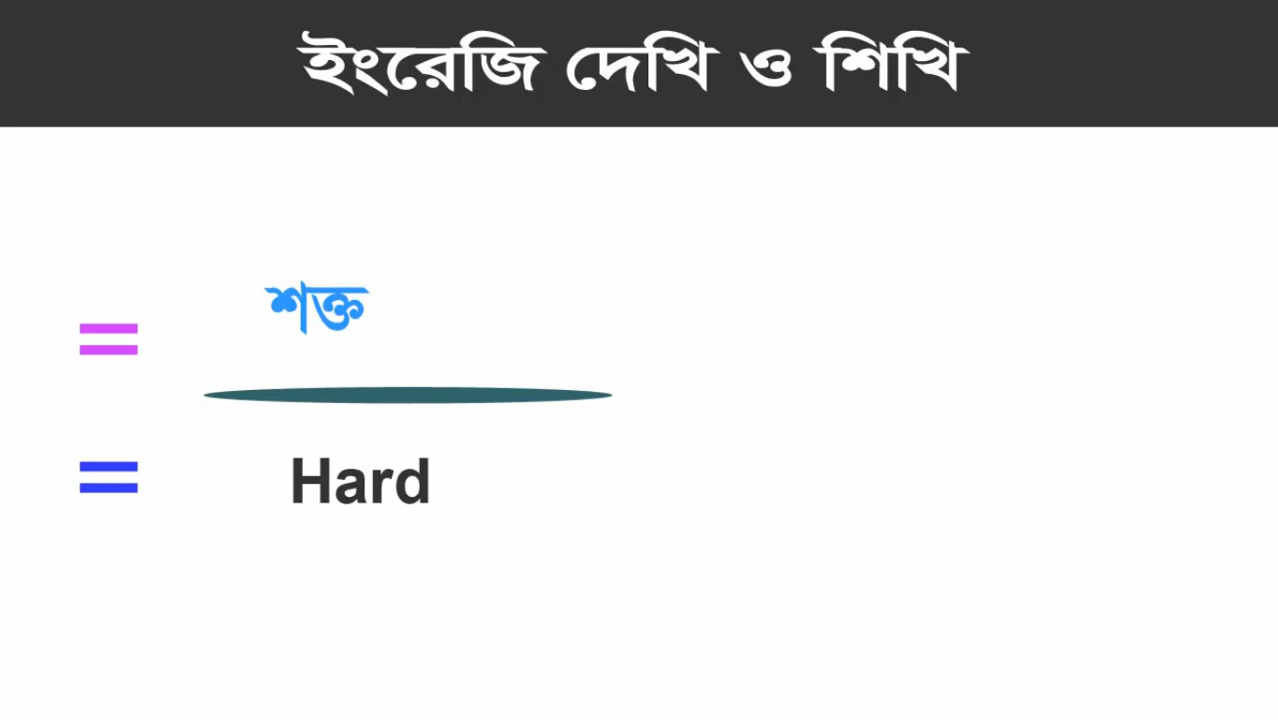 ইংরেজি দেখি ও শিখি
= শক্ত
= Hard